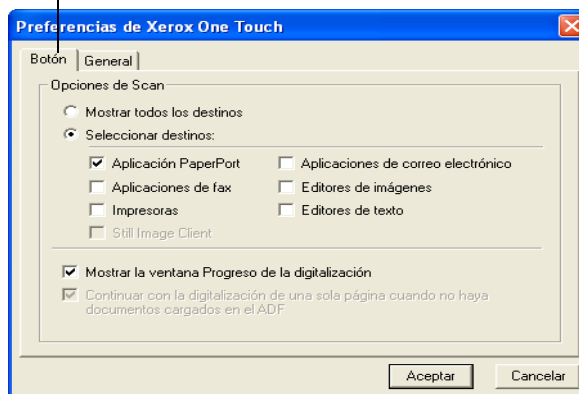 Preferencias de Xerox One Touch
Botón General
Opciones de Scan
Mostrar todos los destinos
Seleccionar destinos:
Aplicación PaperPort Aplicaciones de correo electrónico
Aplicaciones de fax Editores de imágenes
Impresoras Editores de texto
Still Image Client
Mostrar la ventana Progreso de la digitalización
Continuar con la digitalización de una sola página cuando no haya
documentos cargados en el ADF
Aceptar Cancelar